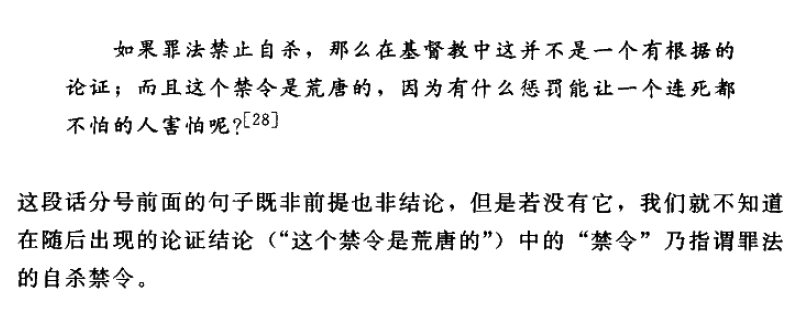 如果罪法禁止自杀，那么在基督教中这并不是一个有根据的
论证；而且这个禁令是荒唐的，因为有什么惩罚能让一个连死都
不怕的人害怕呢?[28]
这段话分号前面的句子既非前提也非结论，但是若没有它，我们就不知道
在随后出现的论证结论（“这个禁令是荒唐的”）中的“禁令”乃指谓罪法
的自杀禁令。